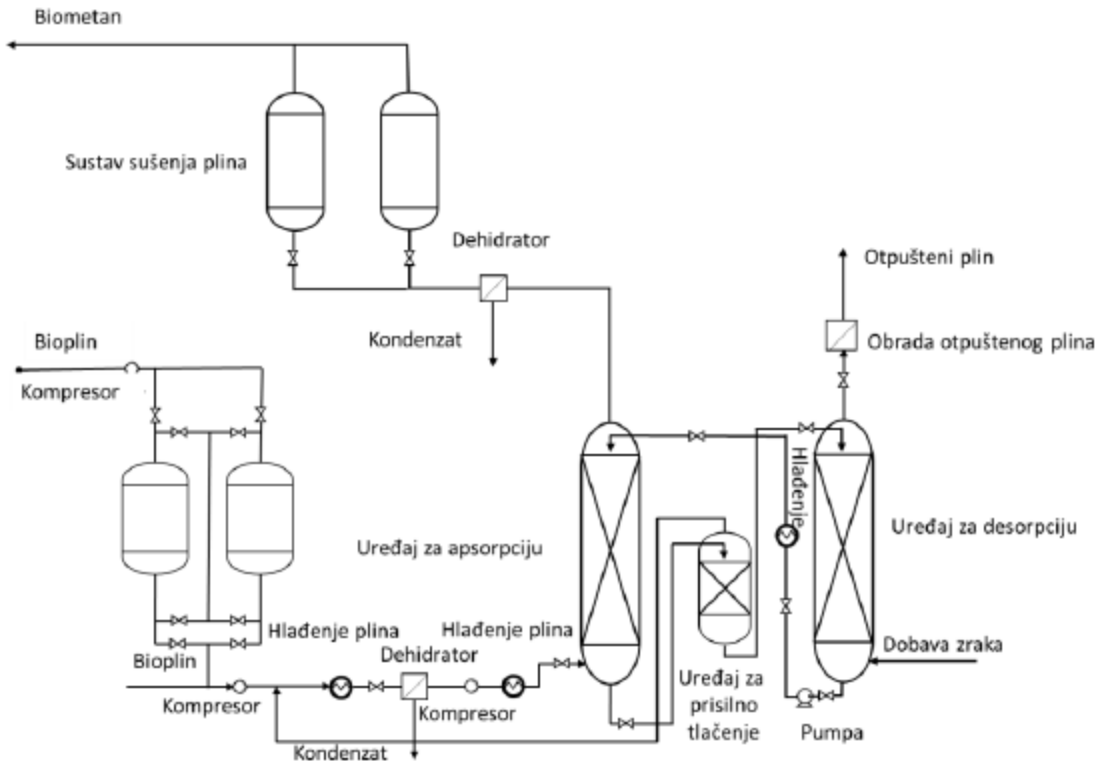 Biometan
Sustav sušenja plina
Dehidrator
Otpušteni plin
Kondenzat
Obrada otpuštenog plina
Bioplin
Kompresor
Hlađenje
Uređaj za apsorpciju
Uređaj za desorpciju
Hlađenje plina
Hlađenje plina
Bioplin
Dehidrator
Dobava zraka
Kompresor
Kompresor
Uređaj za
prisilno
tlačenje
Pumpa
Kondenzat